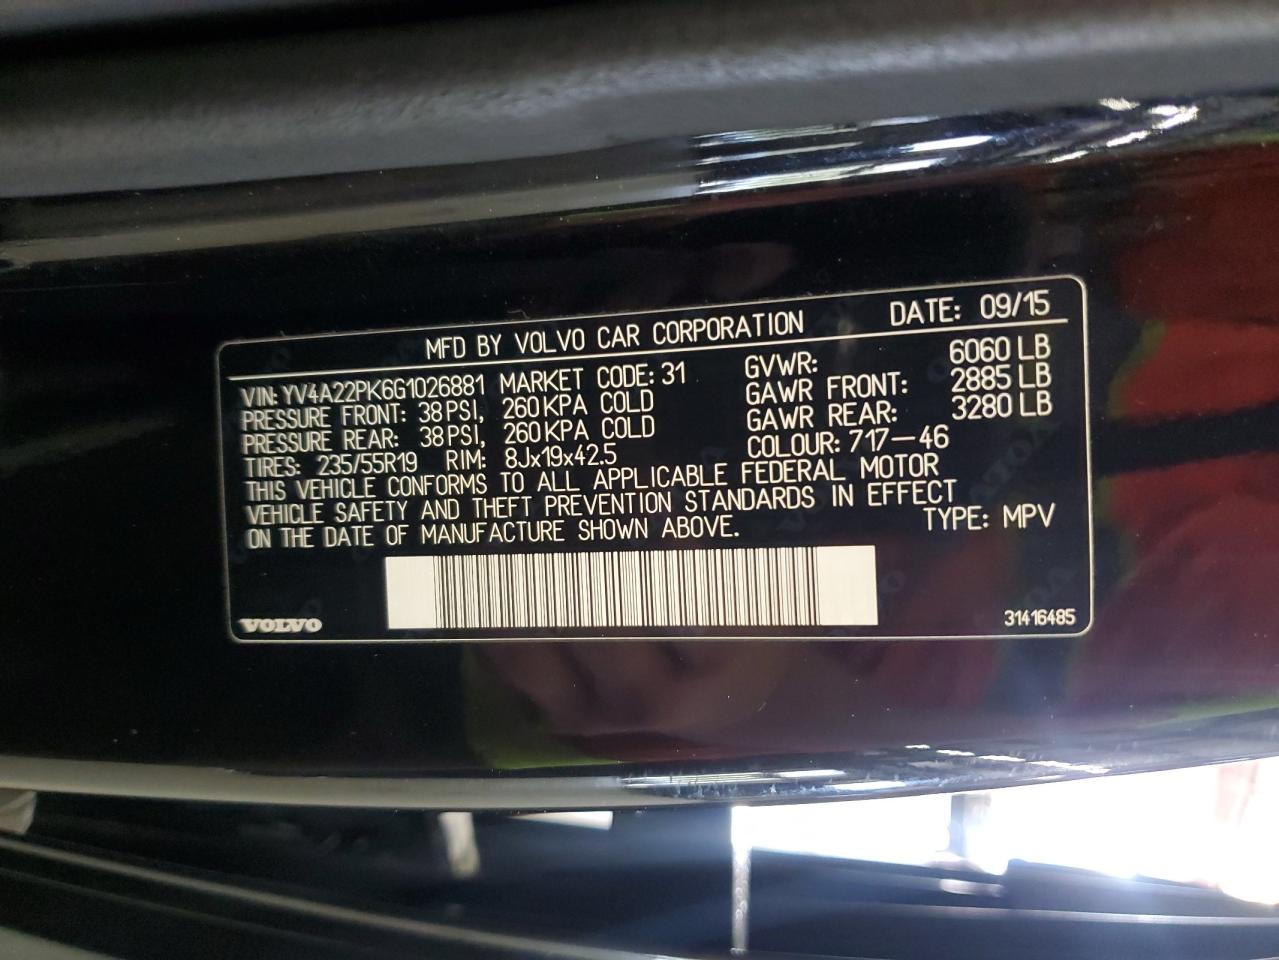 DATE: 09/15
MFD BY VOLVO CAR CORPORATION
VIN: YV4A22PK6G1026881 MARKET CODE: 31 GVWR: 6060 LB
PRESSURE FRONT: 38 PSI, 260 KPA COLD GAWR FRONT: 2885 LB
PRESSURE REAR: 38 PSI, 260 KPA COLD GAWR REAR: 3280 LB
TIRES: 235/55R19 RIM: 8Jx19x42.5 COLOUR: 717-46
THIS VEHICLE CONFORMS TO ALL APPLICABLE FEDERAL MOTOR
VEHICLE SAFETY AND THEFT PREVENTION STANDARDS IN EFFECT
ON THE DATE OF MANUFACTURE SHOWN ABOVE. TYPE: MPV
VOLVO 31416485